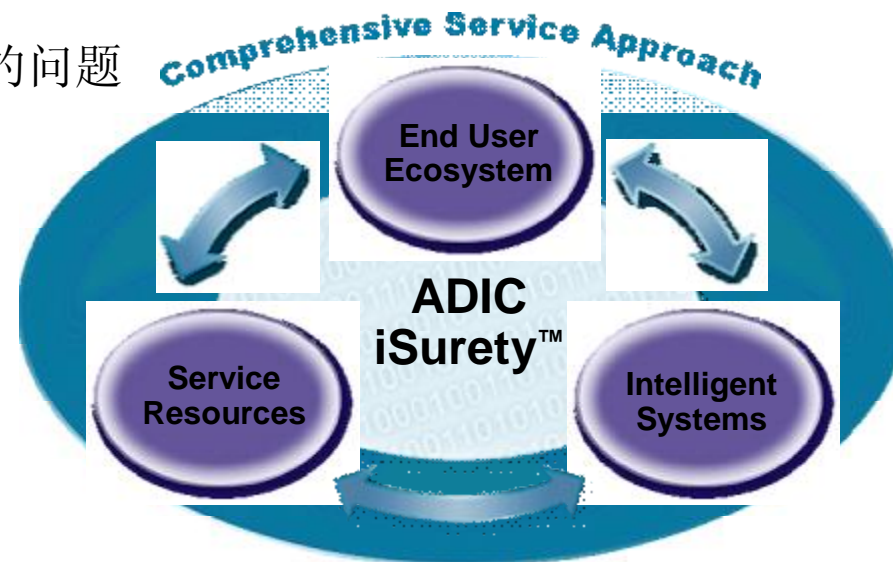 的问题
Comprehensive Service Approach
End User
Ecosystem
ADIC
iSurety™
Service
Resources
Intelligent
Systems